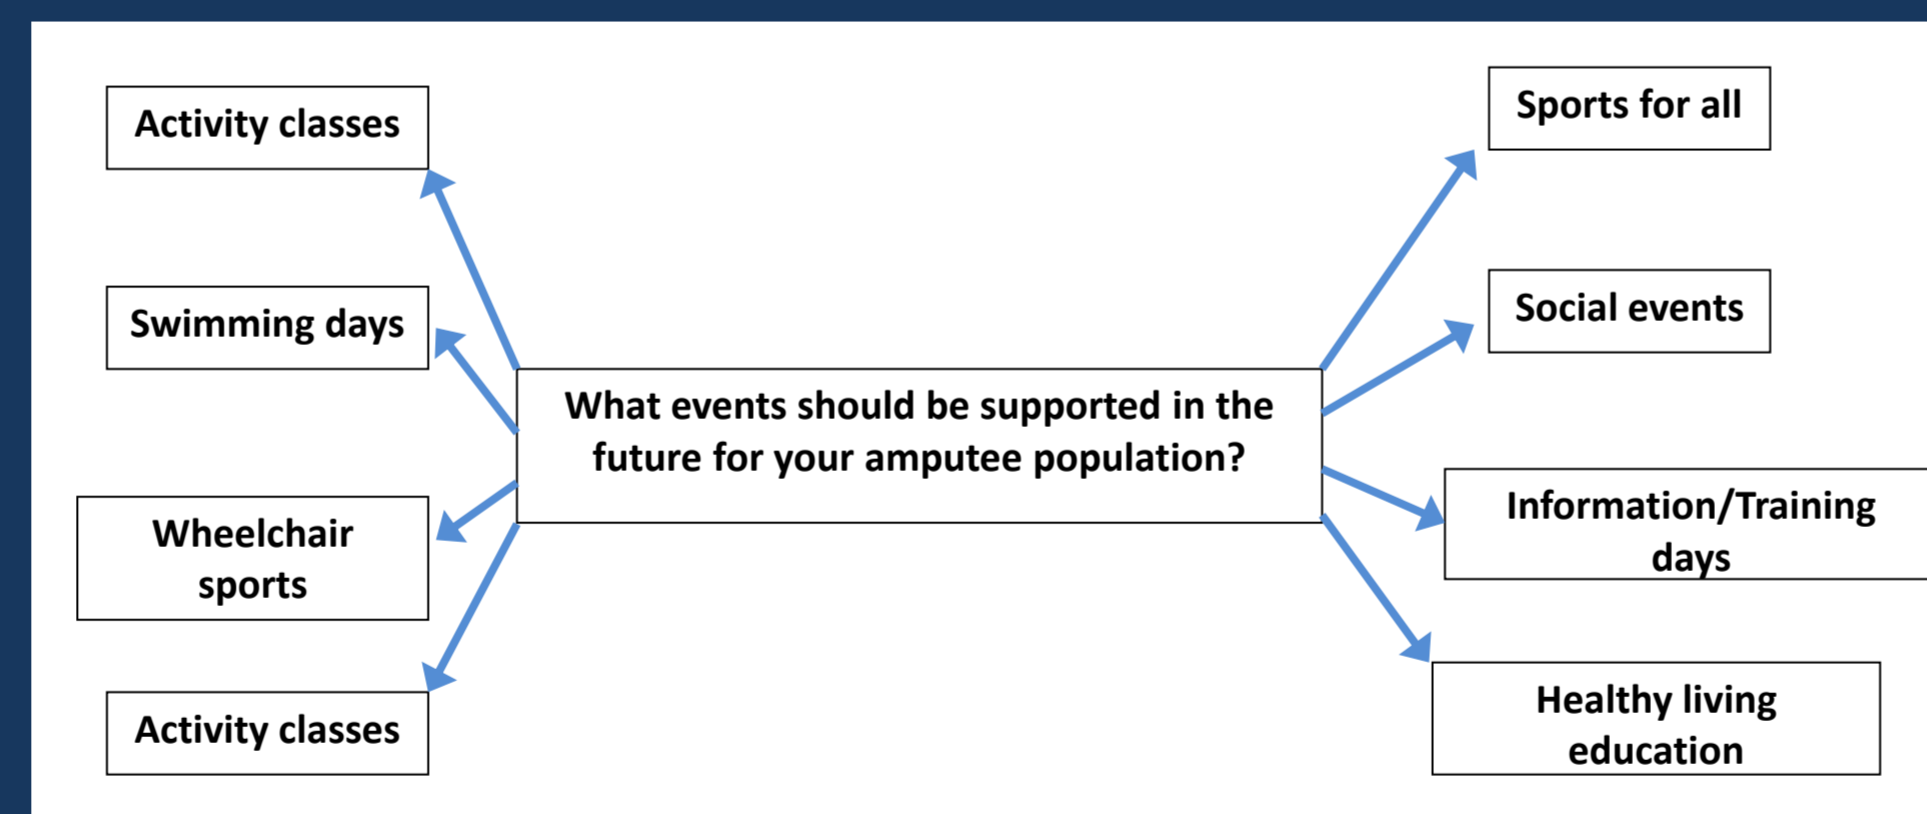 Activity classes
Swimming days
Wheelchair
sports
Activity classes
What events should be supported in the
future for your amputee population?
Sports for all
Social events
Information/Training
days
Healthy living
education